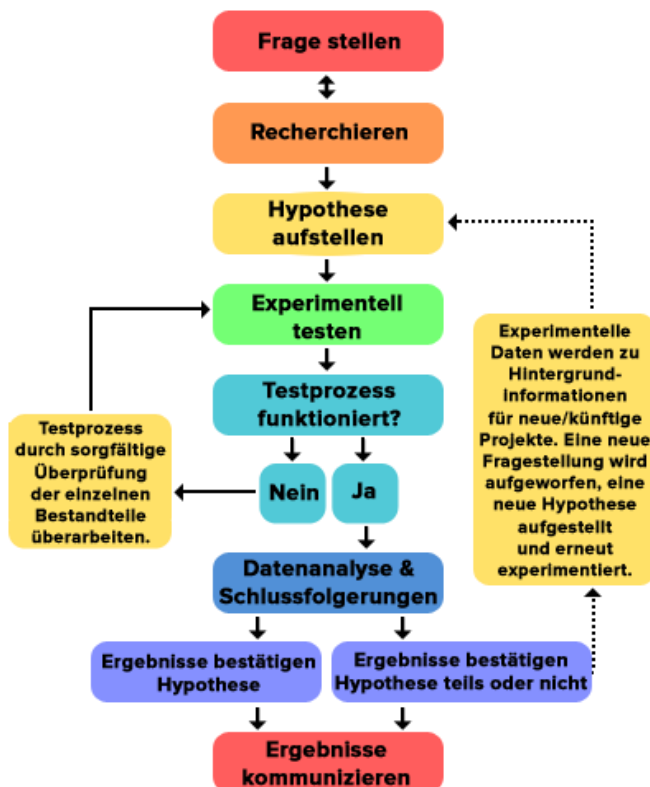 Frage stellen
Recherchieren
Hypothese
aufstellen
Experimentell
testen
Testprozess
funktioniert?
Nein
Ja
Testprozess
durch sorgfältige
Überprüfung
der einzelnen
Bestandteile
überarbeiten.
Datenanalyse &
Schlussfolgerungen
Ergebnisse bestätigen
Hypothese
Ergebnisse bestätigen
Hypothese teils oder nicht
Experimentelle
Daten werden zu
Hintergrund-
informationen
für neue/künftige
Projekte. Eine neue
Fragestellung wird
aufgeworfen, eine
neue Hypothese
aufgestellt
und erneut
experimentiert.
Ergebnisse
kommunizieren